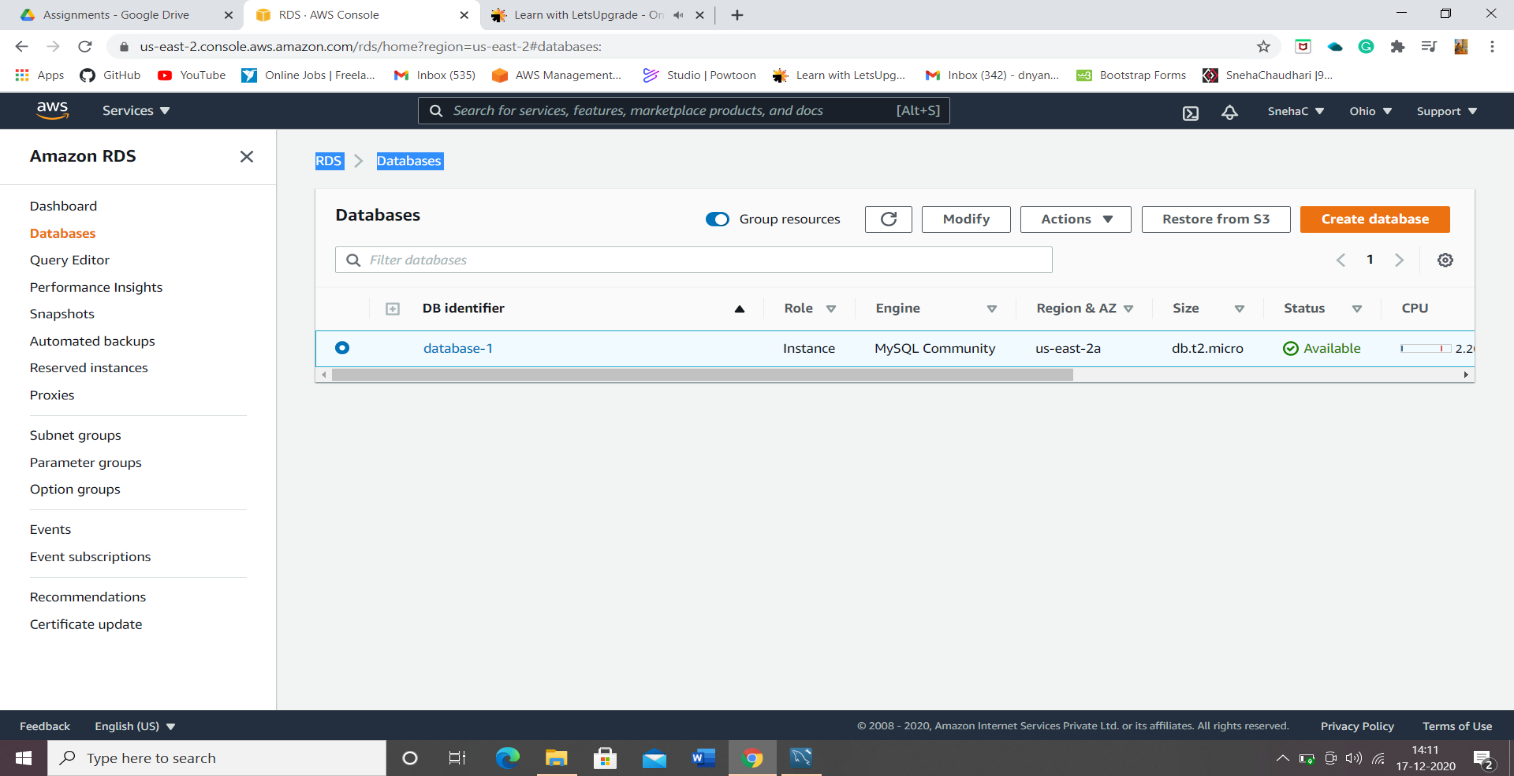 Assignments - Google Drive
RDS · AWS Console
Learn with LetsUpgrade - On
us-east-2.console.aws.amazon.com/rds/home?region=us-east-2#databases:
Apps GitHub YouTube Online Jobs | Freela... Inbox (535) AWS Management... Studio | Powtoon Learn with LetsUpg... Inbox (342) - dnyan... Bootstrap Forms SnehaChaudhari |9...
aws Services Search for services, features, marketplace products, and docs [Alt+S] SnehaC Ohio Support
Amazon RDS
Dashboard
Databases
Query Editor
Performance Insights
Snapshots
Automated backups
Reserved instances
Proxies
Subnet groups
Parameter groups
Option groups
Events
Event subscriptions
Recommendations
Certificate update
RDS > Databases
Databases
Group resources Modify Actions Restore from S3 Create database
Filter databases
1
DB identifier Role Engine Region & AZ Size Status CPU
database-1 Instance MySQL Community us-east-2a db.t2.micro Available
Feedback English (US) © 2008 - 2020, Amazon Internet Services Private Ltd. or its affiliates. All rights reserved. Privacy Policy Terms of Use
Type here to search
14:11
17-12-2020
2